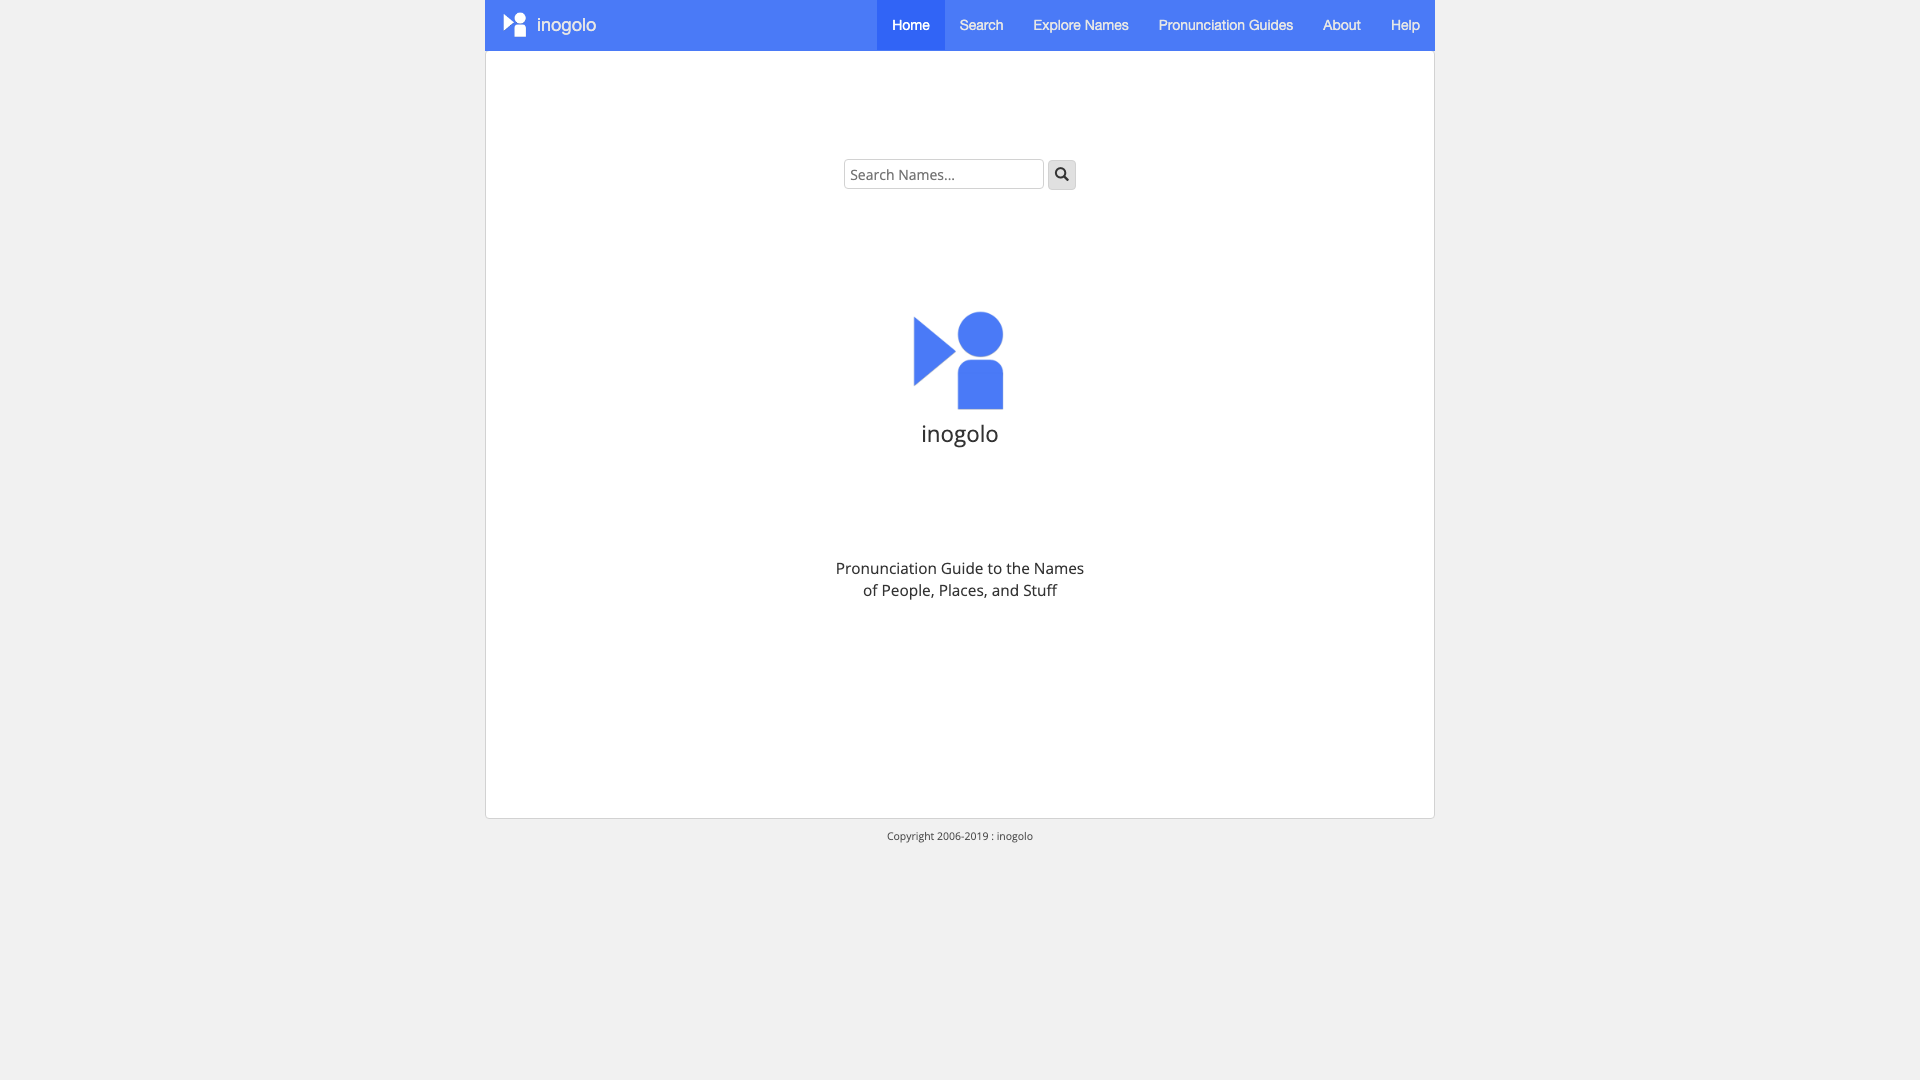 inogolo
Home
Search
Explore Names
Pronunciation Guides
About
Help
Search Names...
inogolo
Pronunciation Guide to the Names
of People, Places, and Stuff
Copyright 2006-2019 : inogolo